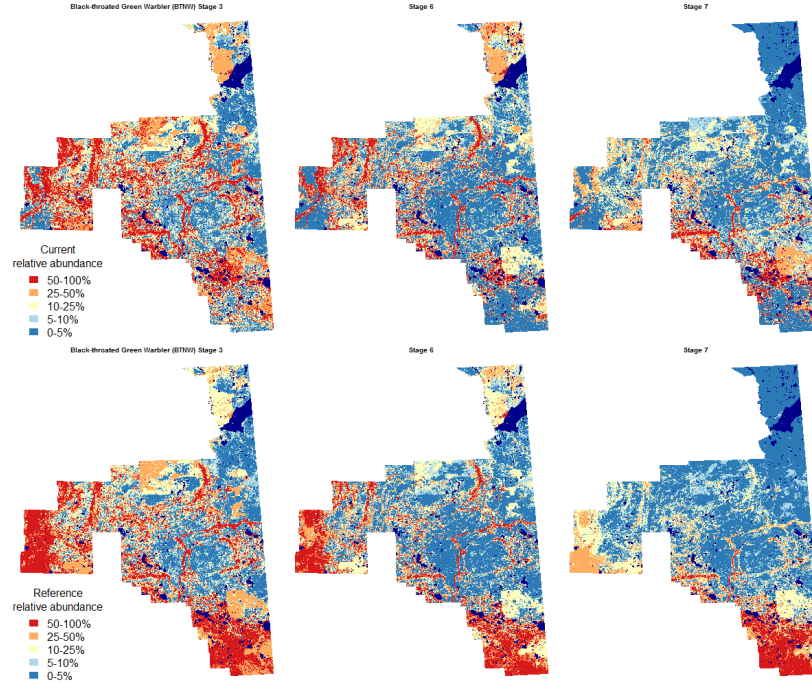 Black-throated Green Warbler (BTNW) Stage 3
Stage 6
Stage 7
Current
relative abundance
50-100%
25-50%
10-25%
5-10%
0-5%
Black-throated Green Warbler (BTNW) Stage 3
Stage 6
Stage 7
Reference
relative abundance
50-100%
25-50%
10-25%
5-10%
0-5%